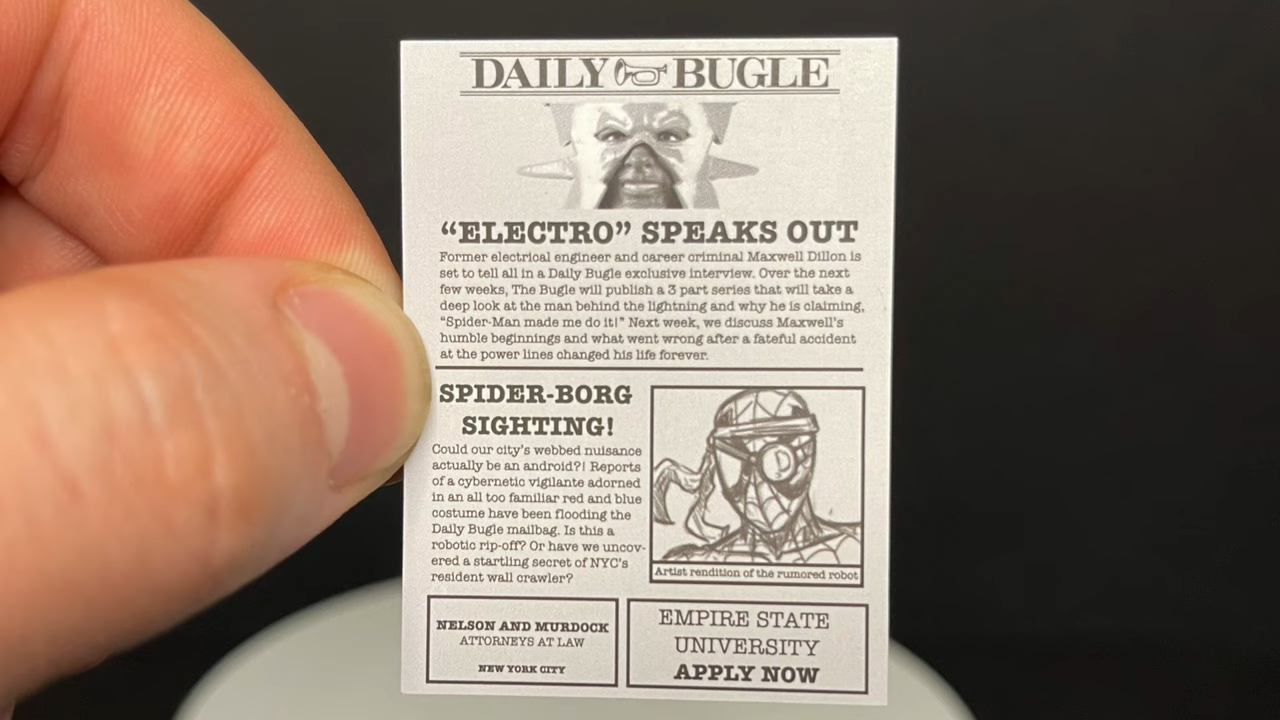 DAILY BUGLE
“ELECTRO” SPEAKS OUT
Former electrical engineer and career criminal Maxwell Dillon is
set to tell all in a Daily Bugle exclusive interview. Over the next
few weeks, The Bugle will publish a 3 part series that will take a
deep look at the man behind the lightning and why he is claiming,
“Spider-Man made me do it!” Next week, we discuss Maxwell's
humble beginnings and what went wrong after a fateful accident
at the power lines changed his life forever.
SPIDER-BORG
SIGHTING!
Could our city's webbed nuisance
actually be an android?! Reports
of a cybernetic vigilante adorned
in an all too familiar red and blue
costume have been flooding the
Daily Bugle mailbag. Is this a
robotic rip-off? Or have we uncov-
ered a startling secret of NYC's
resident wall crawler?
Artist rendition of the rumored robot
NELSON AND MURDOCK
ATTORNEYS AT LAW
NEW YORK CITY
EMPIRE STATE
UNIVERSITY
APPLY NOW